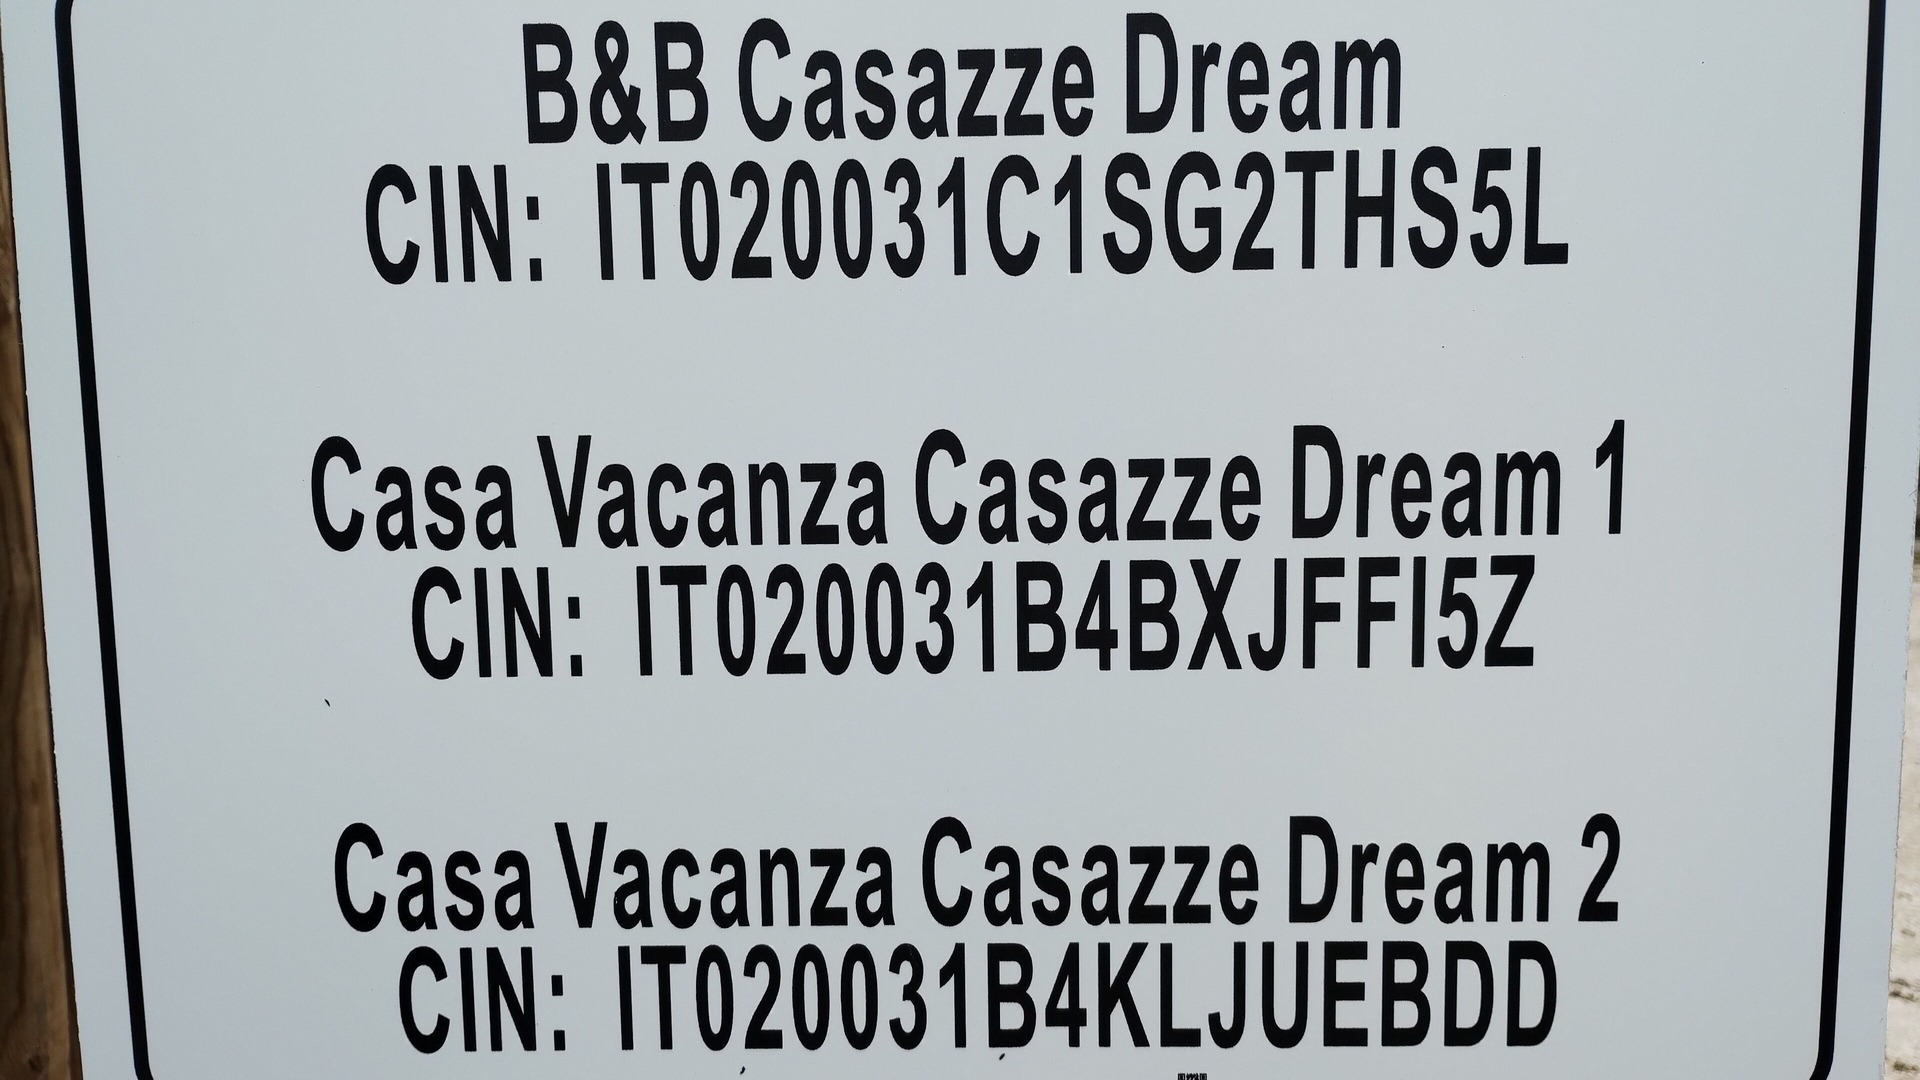 B&B Casazze Dream
CIN: IT020031C1SG2THS5L
Casa Vacanza Casazze Dream 1
CIN: IT020031B4BXJFFI5Z
Casa Vacanza Casazze Dream 2
CIN: IT020031B4KLJUEBDD